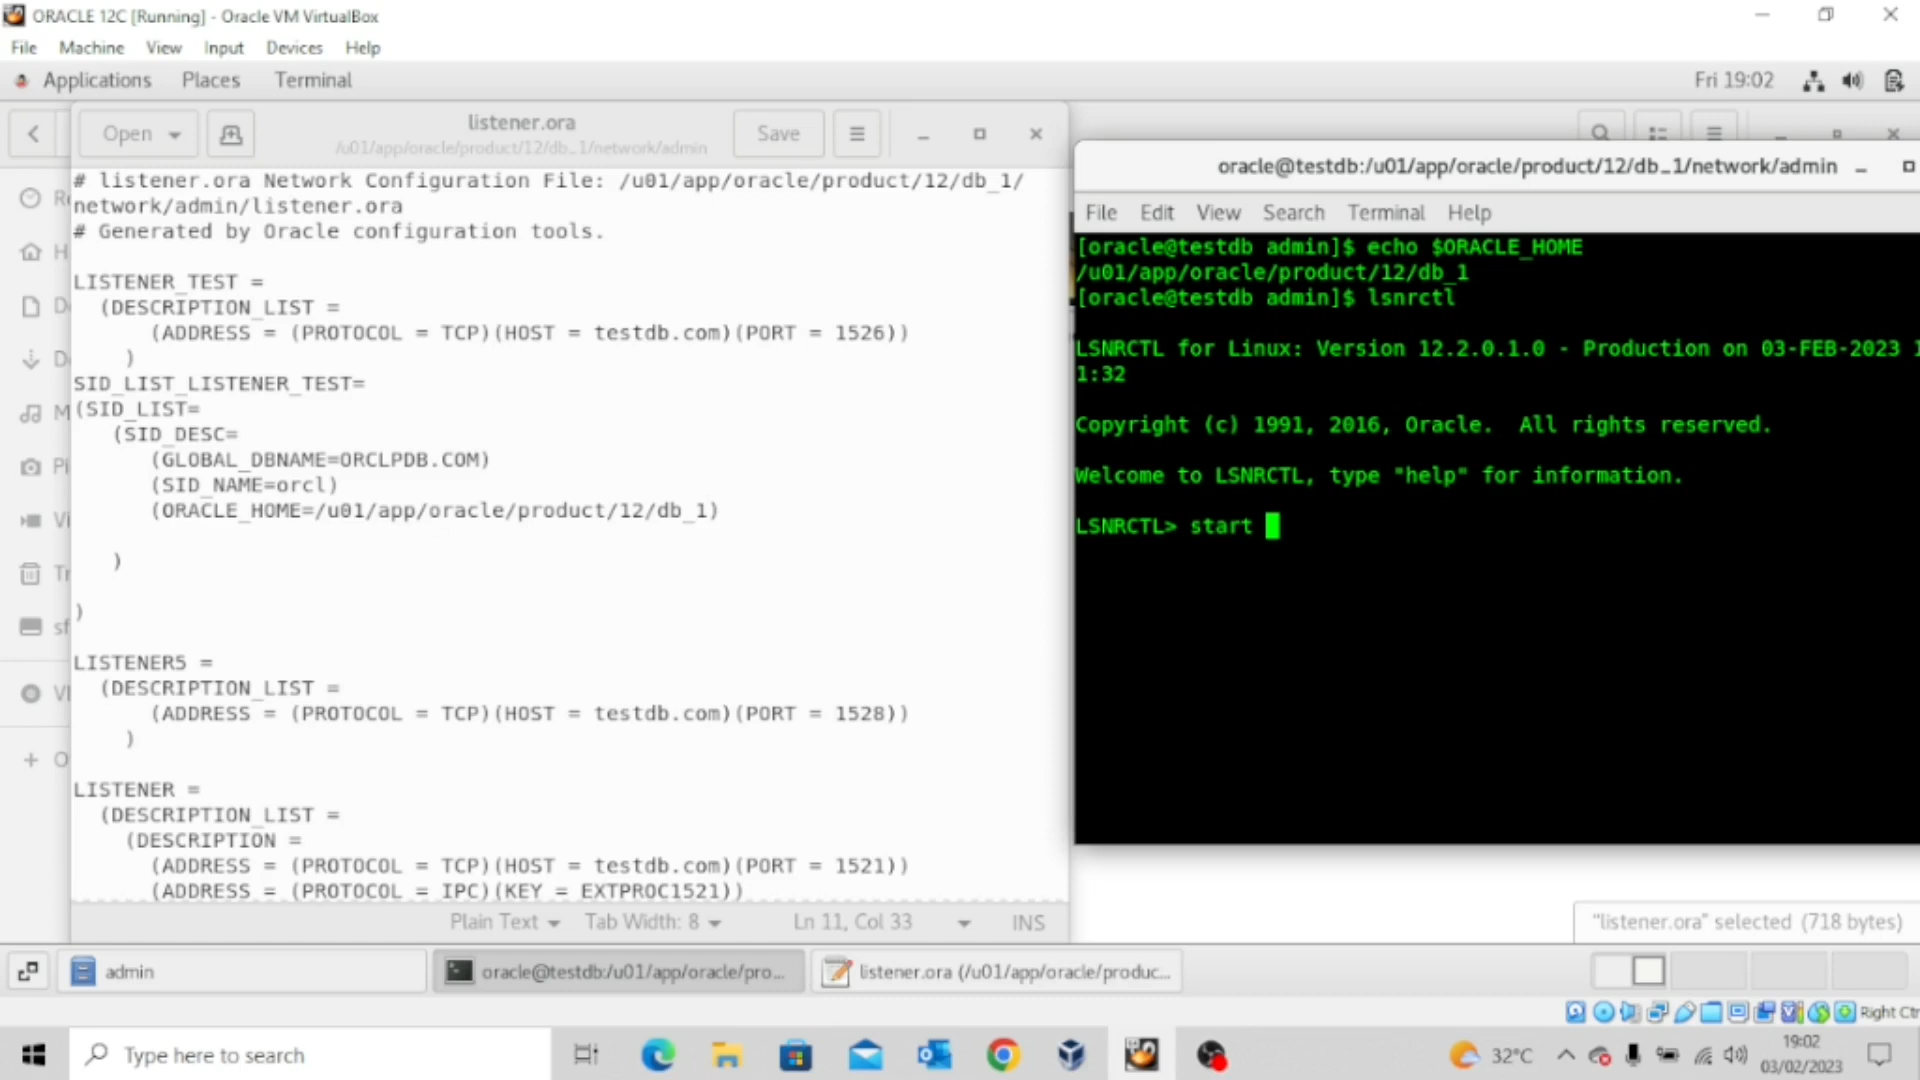 ORACLE 12C [Running] - Oracle VM VirtualBox
File Machine View Input Devices Help
Applications Places Terminal Fri 19:02
Open listener.ora Save
/u01/app/oracle/product/12/db_1/network/admin
# listener.ora Network Configuration File: /u01/app/oracle/product/12/db_1/
network/admin/listener.ora
# Generated by Oracle configuration tools.
LISTENER_TEST =
(DESCRIPTION_LIST =
(ADDRESS = (PROTOCOL = TCP)(HOST = testdb.com)(PORT = 1526))
)
SID_LIST_LISTENER_TEST=
(SID_LIST=
(SID_DESC=
(GLOBAL_DBNAME=ORCLPDB.COM)
(SID_NAME=orcl)
(ORACLE_HOME=/u01/app/oracle/product/12/db_1)
)
)
LISTENER5 =
(DESCRIPTION_LIST =
(ADDRESS = (PROTOCOL = TCP)(HOST = testdb.com)(PORT = 1528))
)
LISTENER =
(DESCRIPTION_LIST =
(DESCRIPTION =
(ADDRESS = (PROTOCOL = TCP)(HOST = testdb.com)(PORT = 1521))
(ADDRESS = (PROTOCOL = IPC)(KEY = EXTPROC1521))
Plain Text Tab Width: 8 Ln 11, Col 33 INS
oracle@testdb:/u01/app/oracle/product/12/db_1/network/admin
File Edit View Search Terminal Help
[oracle@testdb admin]$ echo $ORACLE_HOME
/u01/app/oracle/product/12/db_1
[oracle@testdb admin]$ lsnrctl
LSNRCTL for Linux: Version 12.2.0.1.0 - Production on 03-FEB-2023 1
1:32
Copyright (c) 1991, 2016, Oracle.  All rights reserved.
Welcome to LSNRCTL, type "help" for information.
LSNRCTL> start
"listener.ora" selected (718 bytes)
admin
oracle@testdb:/u01/app/oracle/pro...
listener.ora (/u01/app/oracle/produc...
Right Ctr
Type here to search
32°C
19:02
03/02/2023